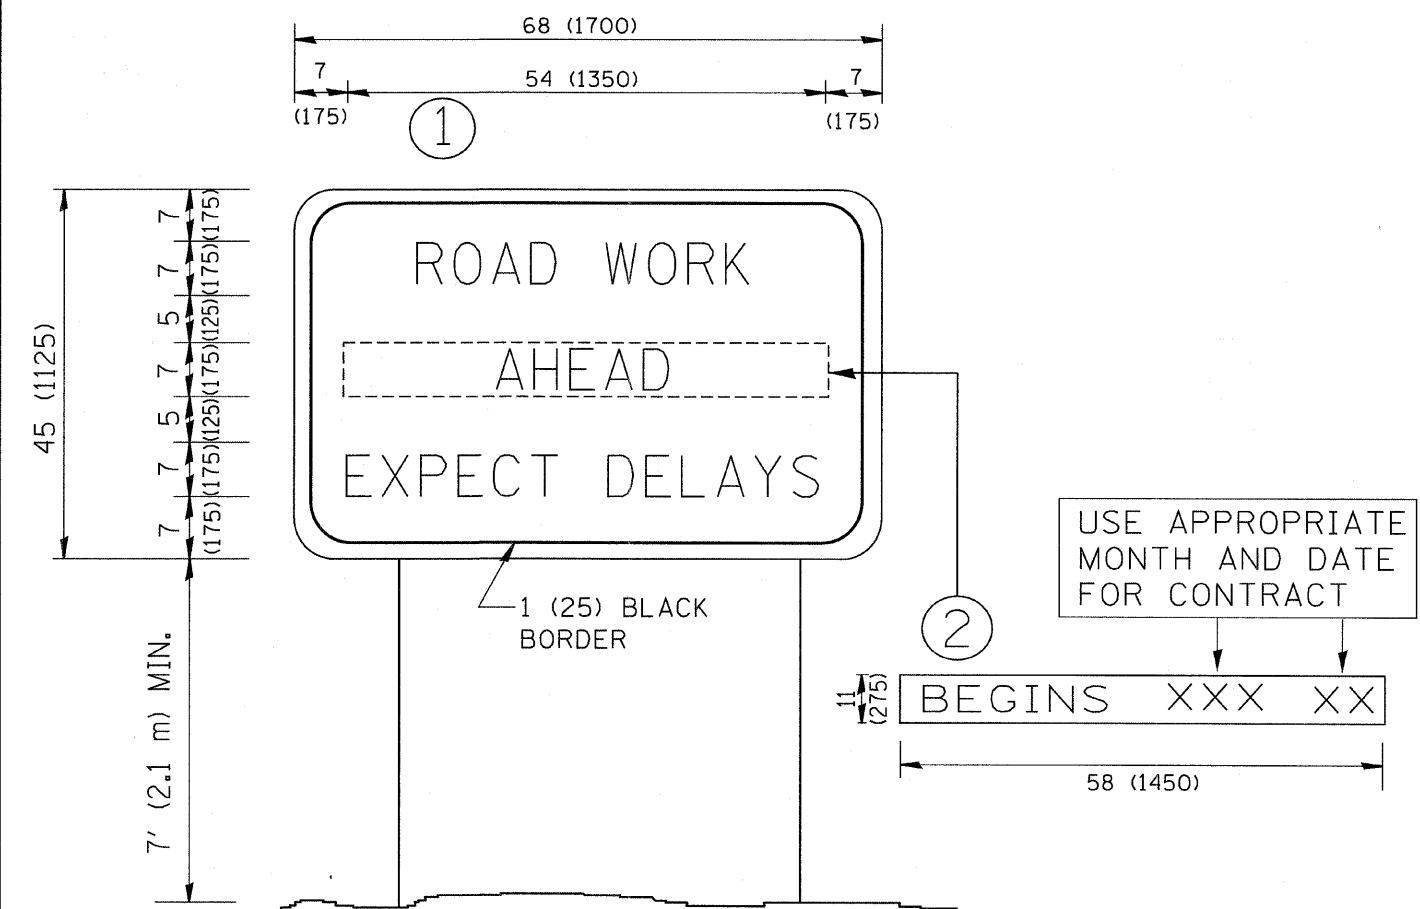 68 (1700)
7
54 (1350)
7
(175)
(175)
1
45 (1125)
7 (175)
7 (175)
5 (125)
7 (175)
5 (125)
7 (175)
7 (175)
ROAD WORK
AHEAD
EXPECT DELAYS
1 (25) BLACK
BORDER
7' (2.1 m) MIN.
2
USE APPROPRIATE
MONTH AND DATE
FOR CONTRACT
11
(275)
BEGINS XXX XX
58 (1450)